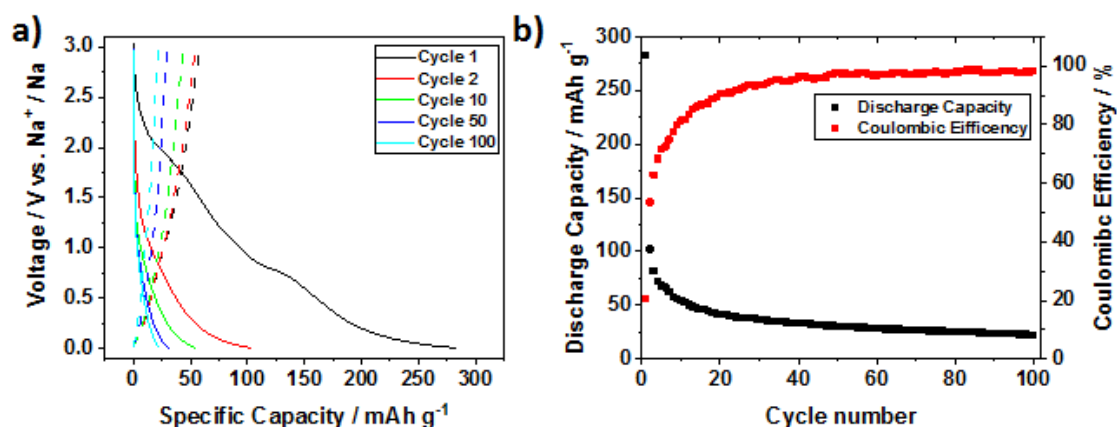 a)
3.0
2.5
2.0
1.5
1.0
0.5
0.0
Voltage / V vs. Na⁺ / Na
Cycle 1
Cycle 2
Cycle 10
Cycle 50
Cycle 100
0 50 100 150 200 250 300
Specific Capacity / mAh g⁻¹
b)
300
250
200
150
100
50
0
Discharge Capacity / mAh g⁻¹
Discharge Capacity
Coulombic Eifficency
100
80
60
40
20
0
Couloimbc Efficiency / %
0 20 40 60 80 100
Cycle number